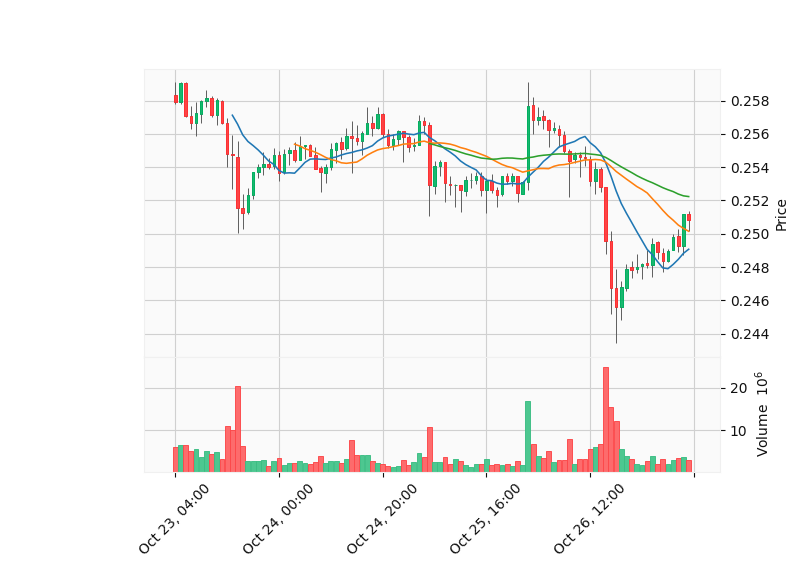 0.258
0.256
0.254
0.252
0.250
0.248
0.246
0.244
Price
20
10
Volume 10⁶
Oct 23, 04:00
Oct 24, 00:00
Oct 24, 20:00
Oct 25, 16:00
Oct 26, 12:00